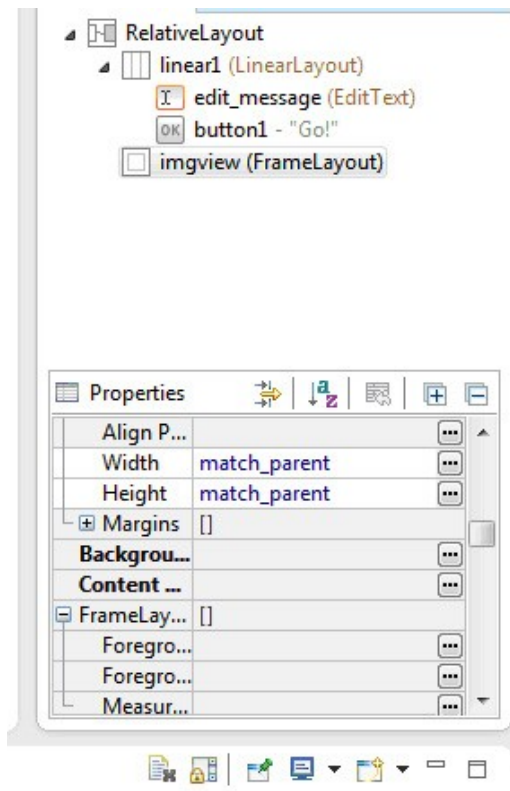 RelativeLayout
linear1 (LinearLayout)
edit_message (EditText)
OK button1 - "Go!"
imgview (FrameLayout)
Properties
Align P...
Width match_parent
Height match_parent
Margins []
Backgrou...
Content ...
FrameLay... []
Foregro...
Foregro...
Measur...